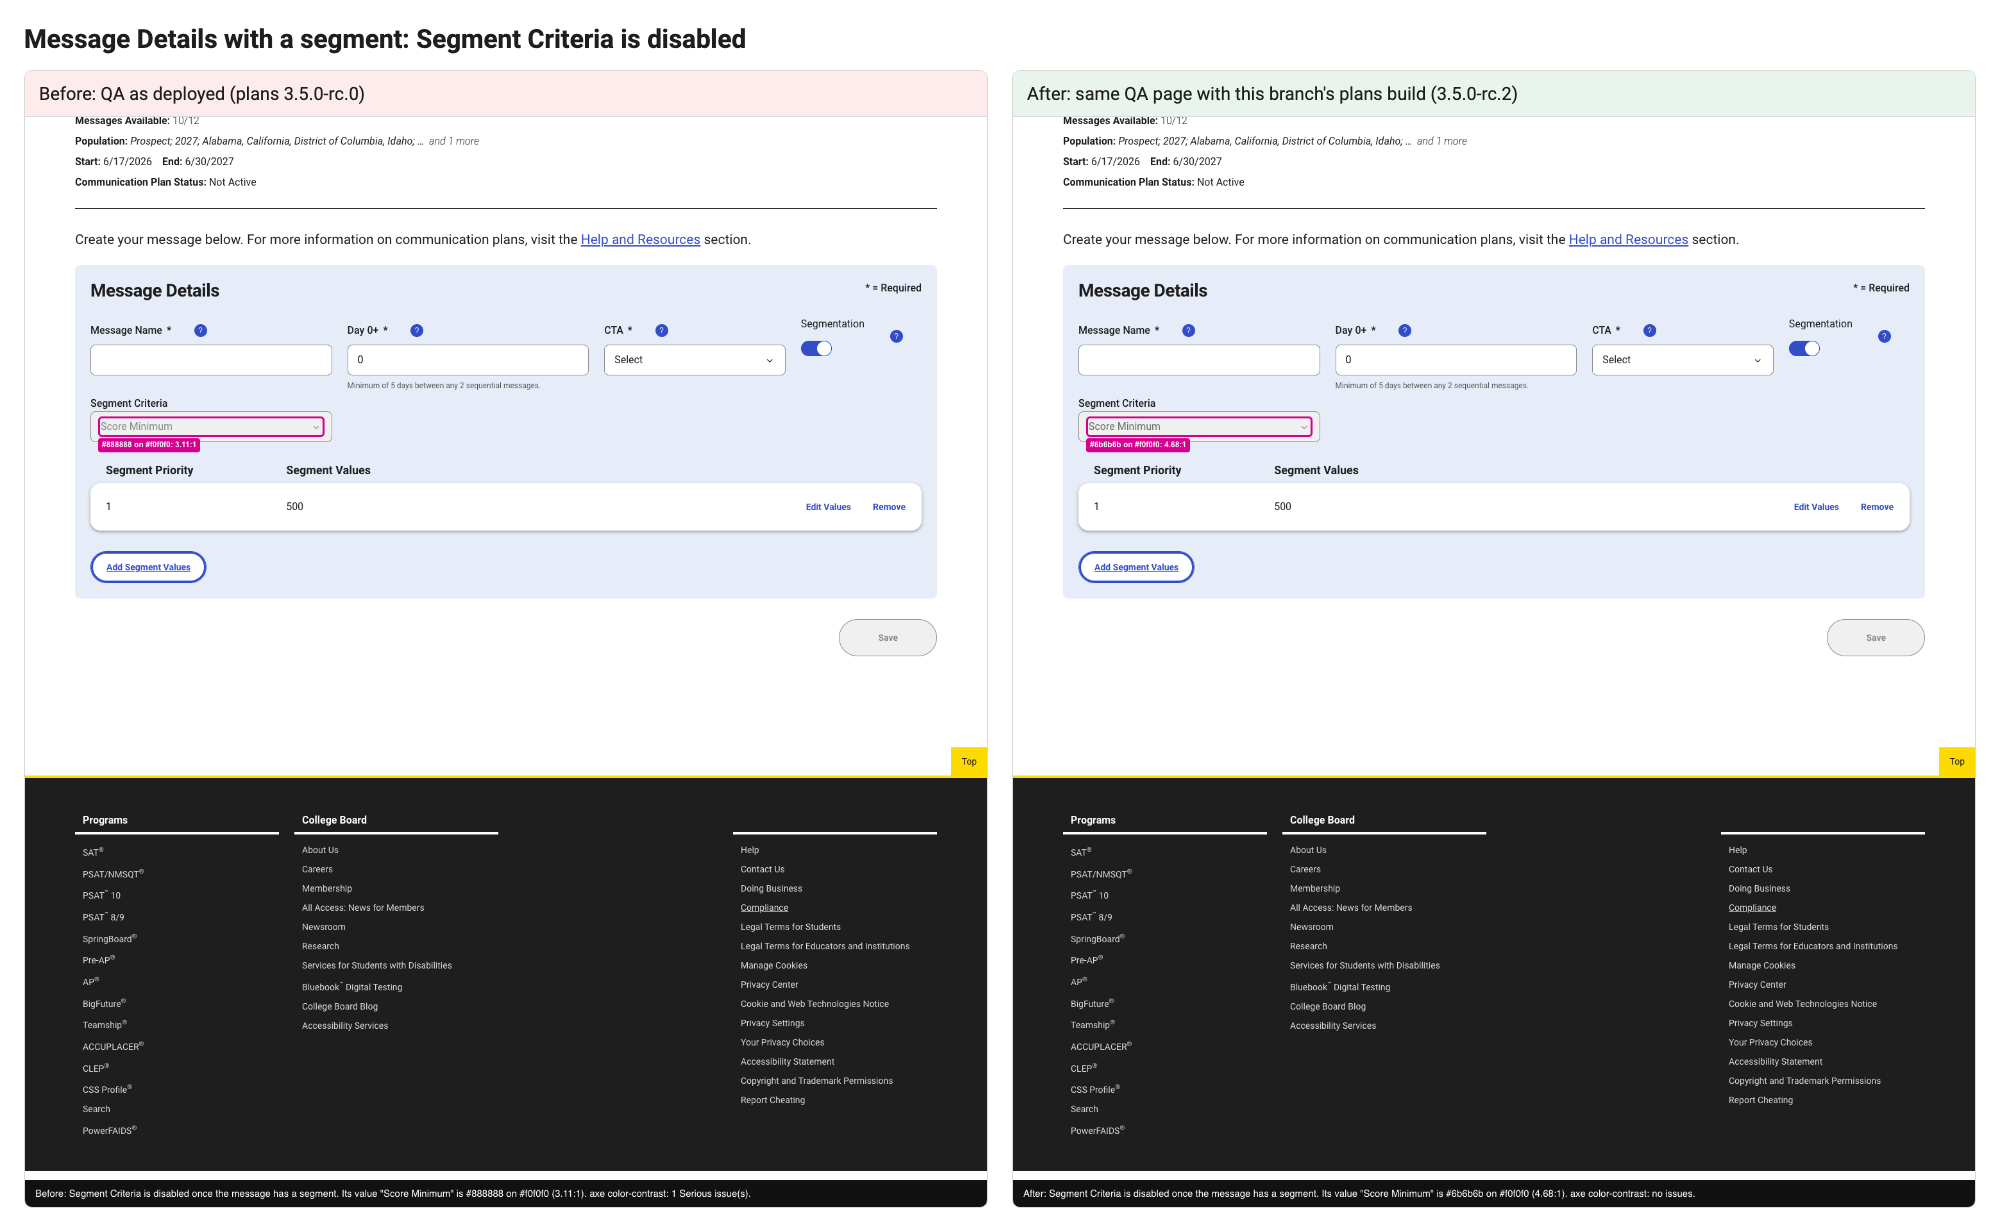 Message Details with a segment: Segment Criteria is disabled
Before: QA as deployed (plans 3.5.0-rc.0)
Messages Available: 10/12
Population: Prospect; 2027; Alabama, California, District of Columbia, Idaho; ... and 1 more
Start: 6/17/2026 End: 6/30/2027
Communication Plan Status: Not Active
Create your message below. For more information on communication plans, visit the Help and Resources section.
Message Details
* = Required
Message Name * ?
Day 0+ * ?
CTA * ?
Segmentation ?
0
Select
Minimum of 5 days between any 2 sequential messages.
Segment Criteria
Score Minimum
#888888 on #f0f0f0: 3.11:1
Segment Priority Segment Values
1 500 Edit Values Remove
Add Segment Values
Save
Top
Programs
SAT®
PSAT/NMSQT®
PSAT™ 10
PSAT™ 8/9
SpringBoard®
Pre-AP®
AP®
BigFuture®
Teamship®
ACCUPLACER®
CLEP®
CSS Profile®
Search
PowerFAIDS®
College Board
About Us
Careers
Membership
All Access: News for Members
Newsroom
Research
Services for Students with Disabilities
Bluebook™ Digital Testing
College Board Blog
Accessibility Services
Help
Contact Us
Doing Business
Compliance
Legal Terms for Students
Legal Terms for Educators and Institutions
Manage Cookies
Privacy Center
Cookie and Web Technologies Notice
Privacy Settings
Your Privacy Choices
Accessibility Statement
Copyright and Trademark Permissions
Report Cheating
Before: Segment Criteria is disabled once the message has a segment. Its value "Score Minimum" is #888888 on #f0f0f0 (3.11:1). axe color-contrast: 1 Serious issue(s).
After: same QA page with this branch's plans build (3.5.0-rc.2)
Messages Available: 10/12
Population: Prospect; 2027; Alabama, California, District of Columbia, Idaho; ... and 1 more
Start: 6/17/2026 End: 6/30/2027
Communication Plan Status: Not Active
Create your message below. For more information on communication plans, visit the Help and Resources section.
Message Details
* = Required
Message Name * ?
Day 0+ * ?
CTA * ?
Segmentation ?
0
Select
Minimum of 5 days between any 2 sequential messages.
Segment Criteria
Score Minimum
#6b6b6b on #f0f0f0: 4.68:1
Segment Priority Segment Values
1 500 Edit Values Remove
Add Segment Values
Save
Top
Programs
SAT®
PSAT/NMSQT®
PSAT™ 10
PSAT™ 8/9
SpringBoard®
Pre-AP®
AP®
BigFuture®
Teamship®
ACCUPLACER®
CLEP®
CSS Profile®
Search
PowerFAIDS®
College Board
About Us
Careers
Membership
All Access: News for Members
Newsroom
Research
Services for Students with Disabilities
Bluebook™ Digital Testing
College Board Blog
Accessibility Services
Help
Contact Us
Doing Business
Compliance
Legal Terms for Students
Legal Terms for Educators and Institutions
Manage Cookies
Privacy Center
Cookie and Web Technologies Notice
Privacy Settings
Your Privacy Choices
Accessibility Statement
Copyright and Trademark Permissions
Report Cheating
After: Segment Criteria is disabled once the message has a segment. Its value "Score Minimum" is #6b6b6b on #f0f0f0 (4.68:1). axe color-contrast: no issues.